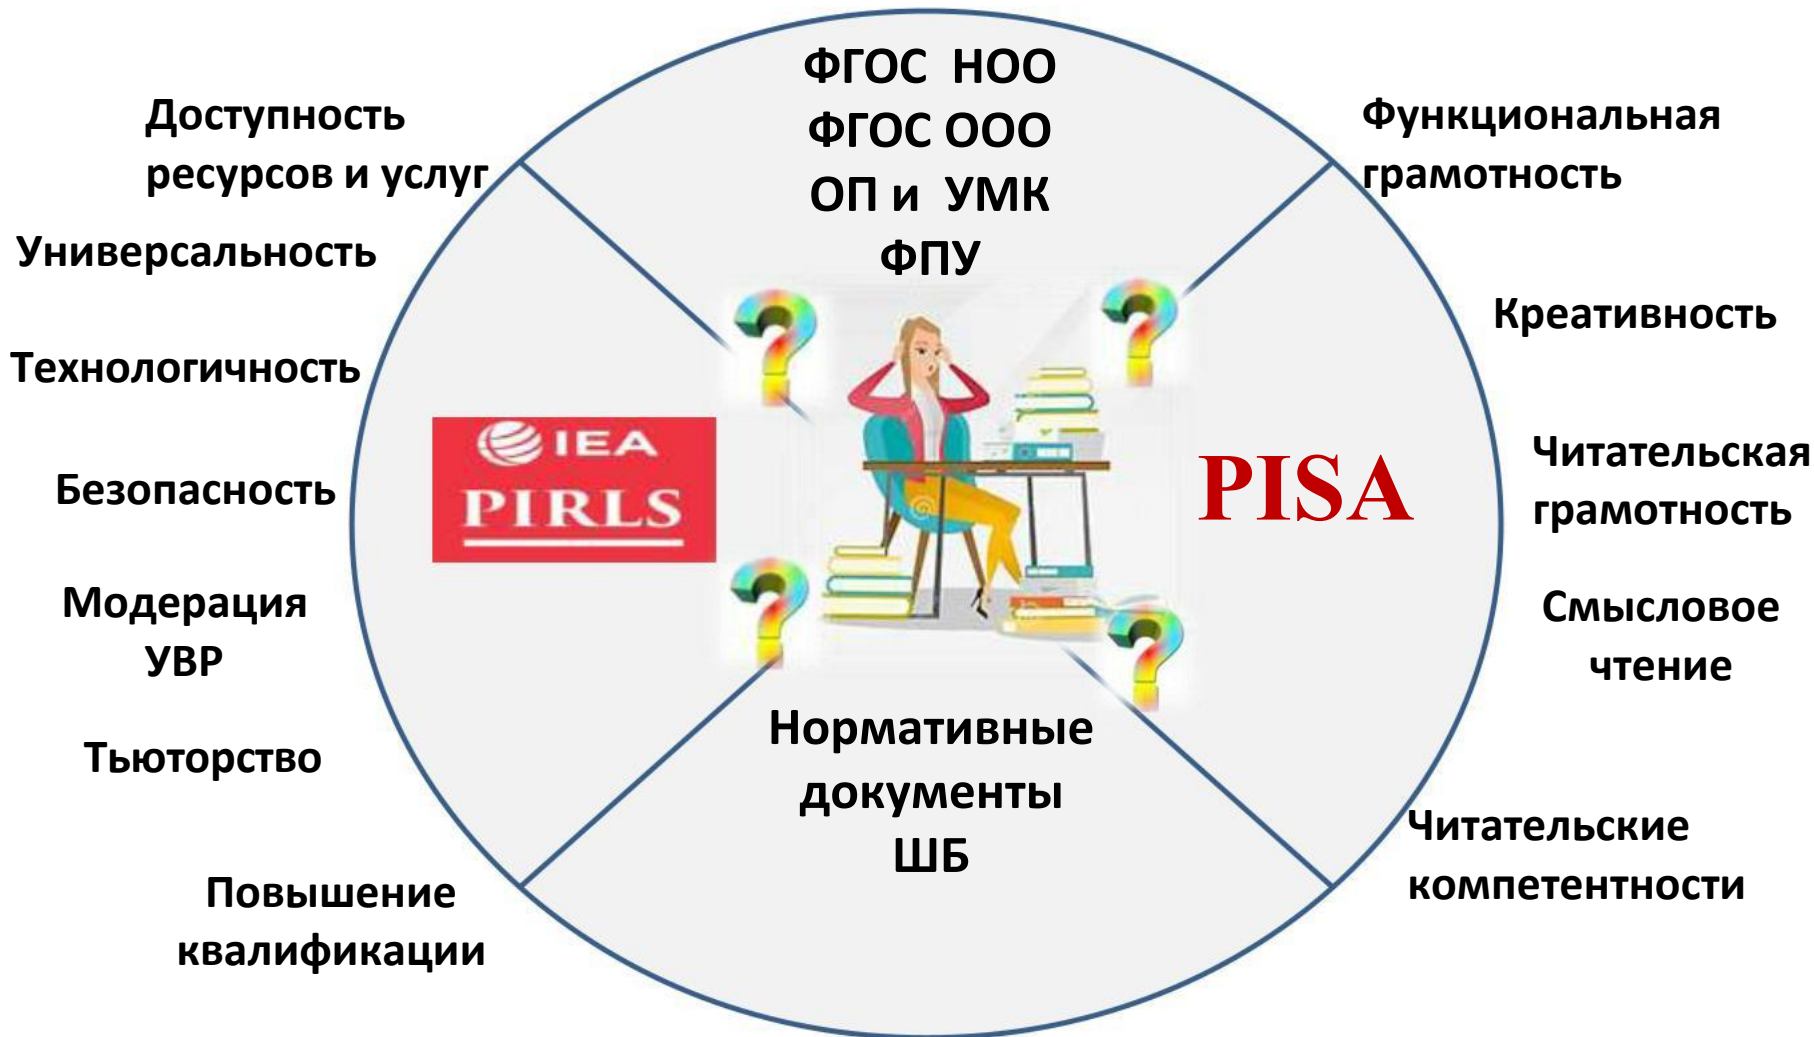 ФГОС НОО
ФГОС ООО
ОП и УМК
ФПУ
Доступность
ресурсов и услуг
Универсальность
Технологичность
Безопасность
Модерация
УВР
Тьюторство
Повышение
квалификации
IEA
PIRLS
PISA
Нормативные
документы
ШБ
Функциональная
грамотность
Креативность
Читательская
грамотность
Смысловое
чтение
Читательские
компетентности